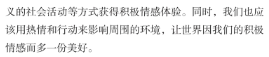 义的社会活动等方式获得积极情感体验。同时，我们也应
该用热情和行动来影响周围的环境，让世界因我们的积极
情感而多一份美好。